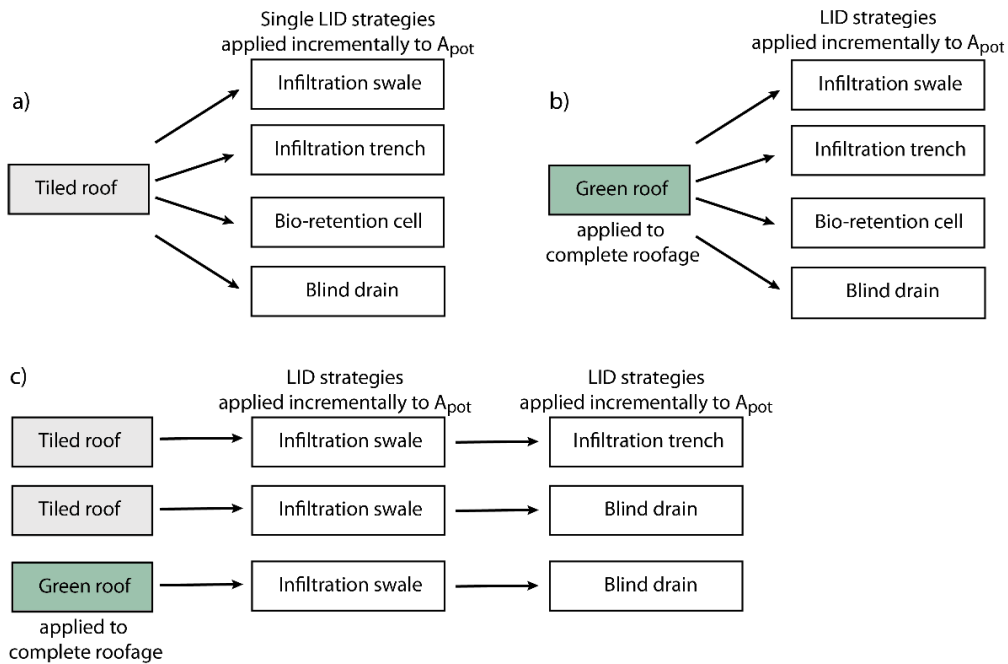 a)
Single LID strategies
applied incrementally to Apot
Infiltration swale
Infiltration trench
Tiled roof
Bio-retention cell
Blind drain
b)
LID strategies
applied incrementally to Apot
Infiltration swale
Infiltration trench
Green roof
applied to
complete roofage
Bio-retention cell
Blind drain
c)
LID strategies
applied incrementally to Apot
LID strategies
applied incrementally to Apot
Tiled roof
Infiltration swale
Infiltration trench
Tiled roof
Infiltration swale
Blind drain
Green roof
Infiltration swale
Blind drain
applied to
complete roofage